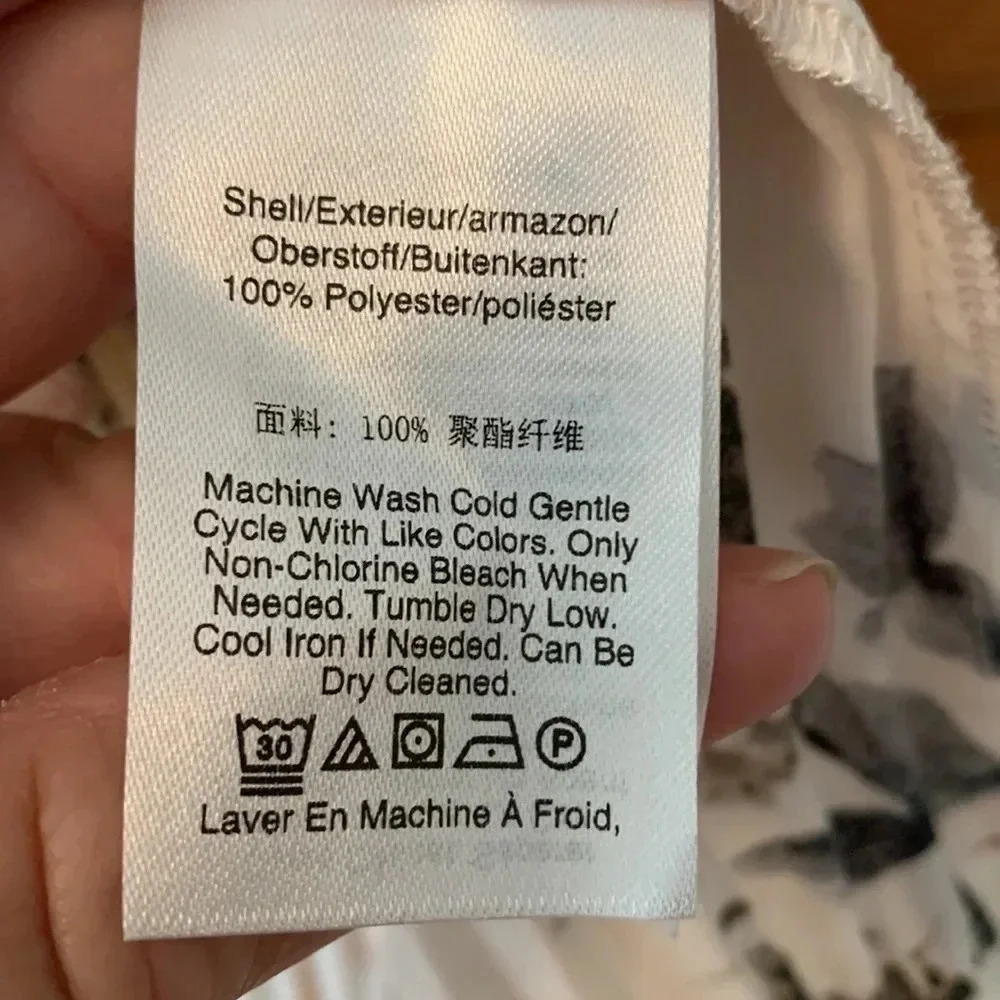 Shell/Exterieur/armazon/
Oberstoff/Buitenkant:
100% Polyester/poliéster
面料: 100% 聚酯纤维
Machine Wash Cold Gentle
Cycle With Like Colors. Only
Non-Chlorine Bleach When
Needed. Tumble Dry Low.
Cool Iron If Needed. Can Be
Dry Cleaned.
30 P
Laver En Machine À Froid,